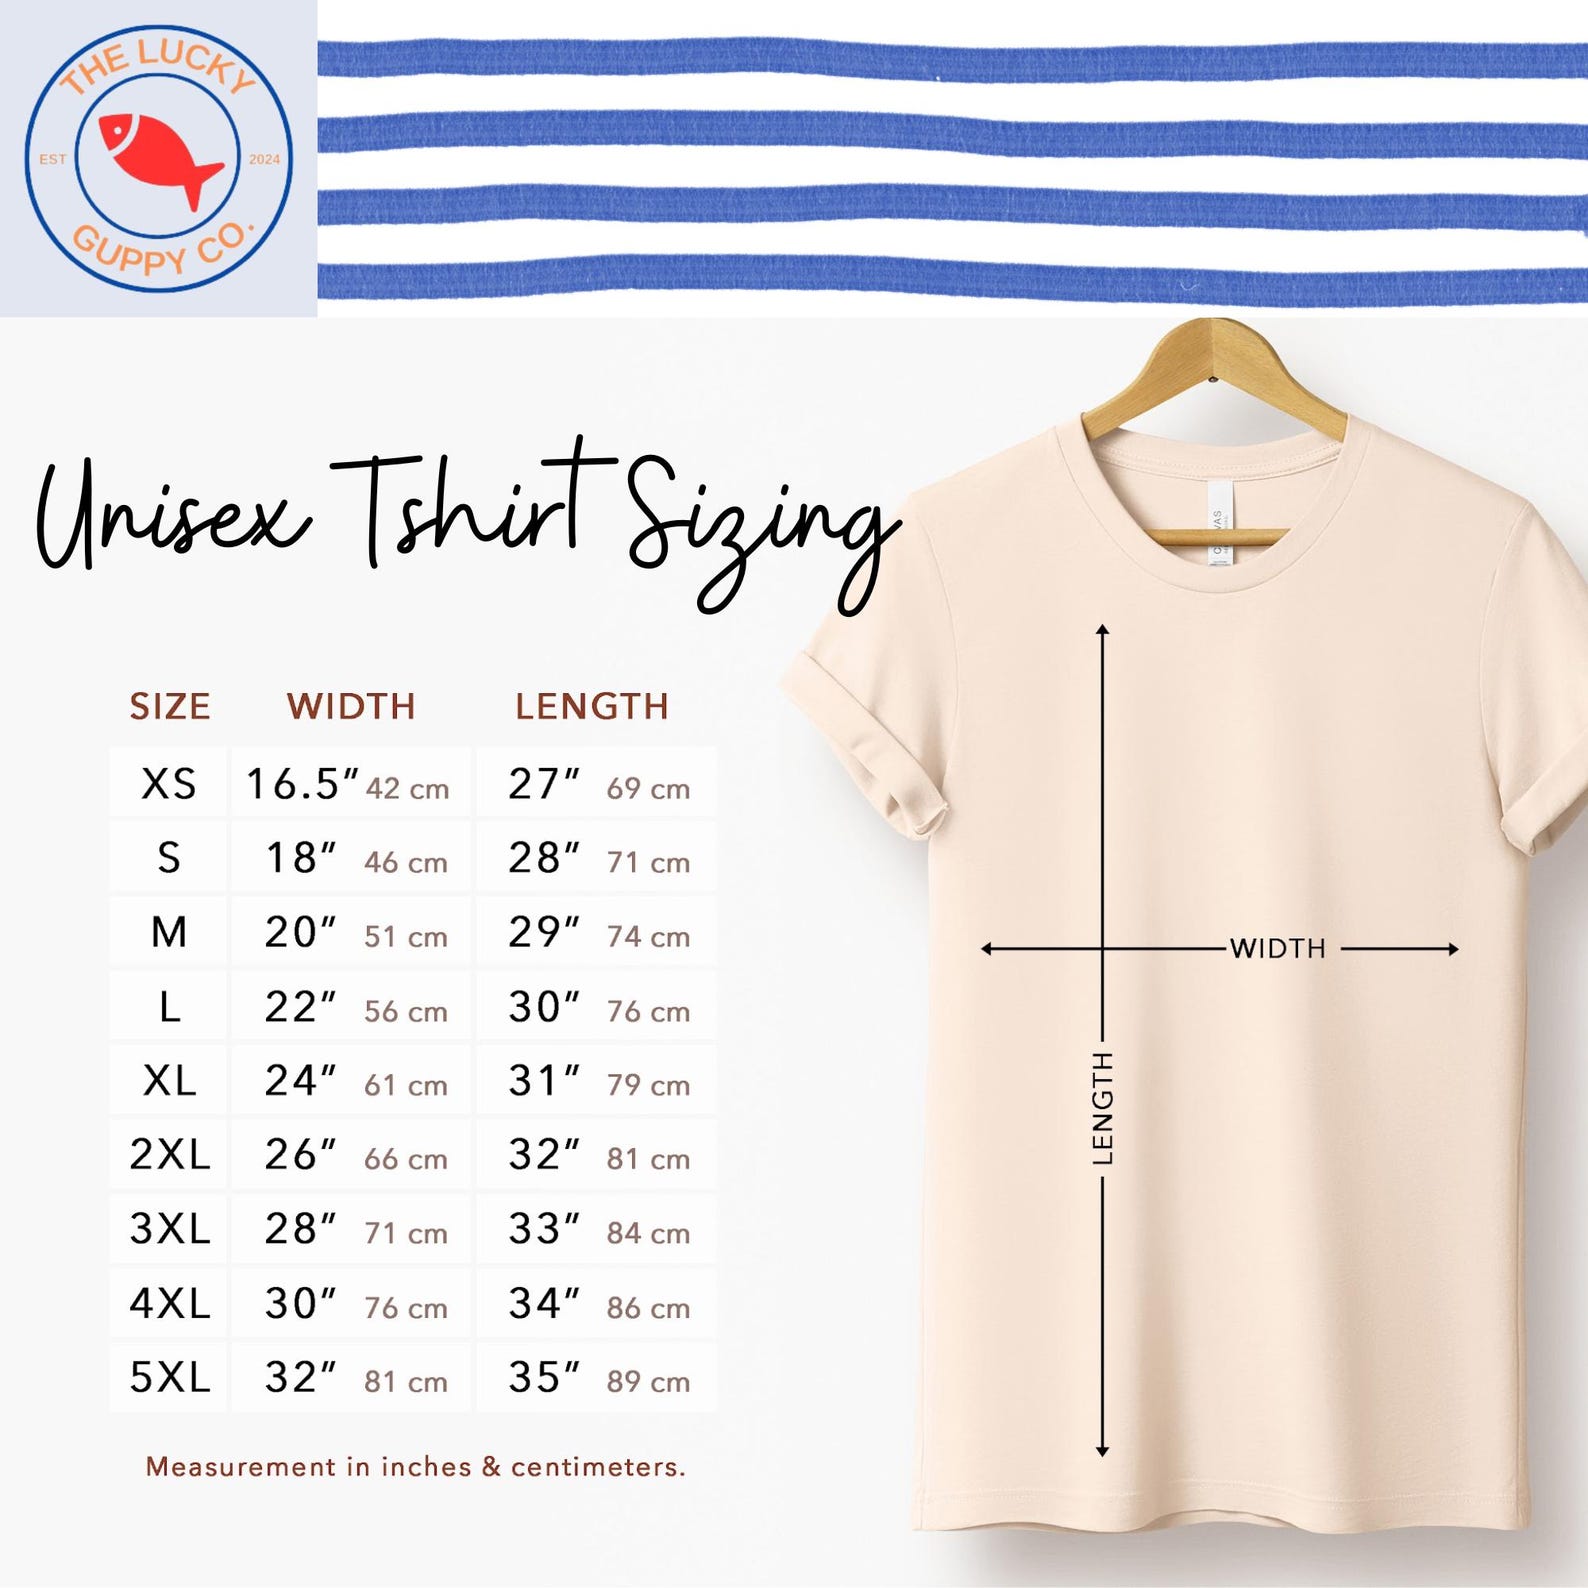 THE LUCKY
EST 2024
GUPPY CO.
Unisex Tshirt Sizing
SIZE WIDTH LENGTH
XS 16.5" 42 cm 27" 69 cm
S 18" 46 cm 28" 71 cm
M 20" 51 cm 29" 74 cm
L 22" 56 cm 30" 76 cm
XL 24" 61 cm 31" 79 cm
2XL 26" 66 cm 32" 81 cm
3XL 28" 71 cm 33" 84 cm
4XL 30" 76 cm 34" 86 cm
5XL 32" 81 cm 35" 89 cm
Measurement in inches & centimeters.
WIDTH
LENGTH